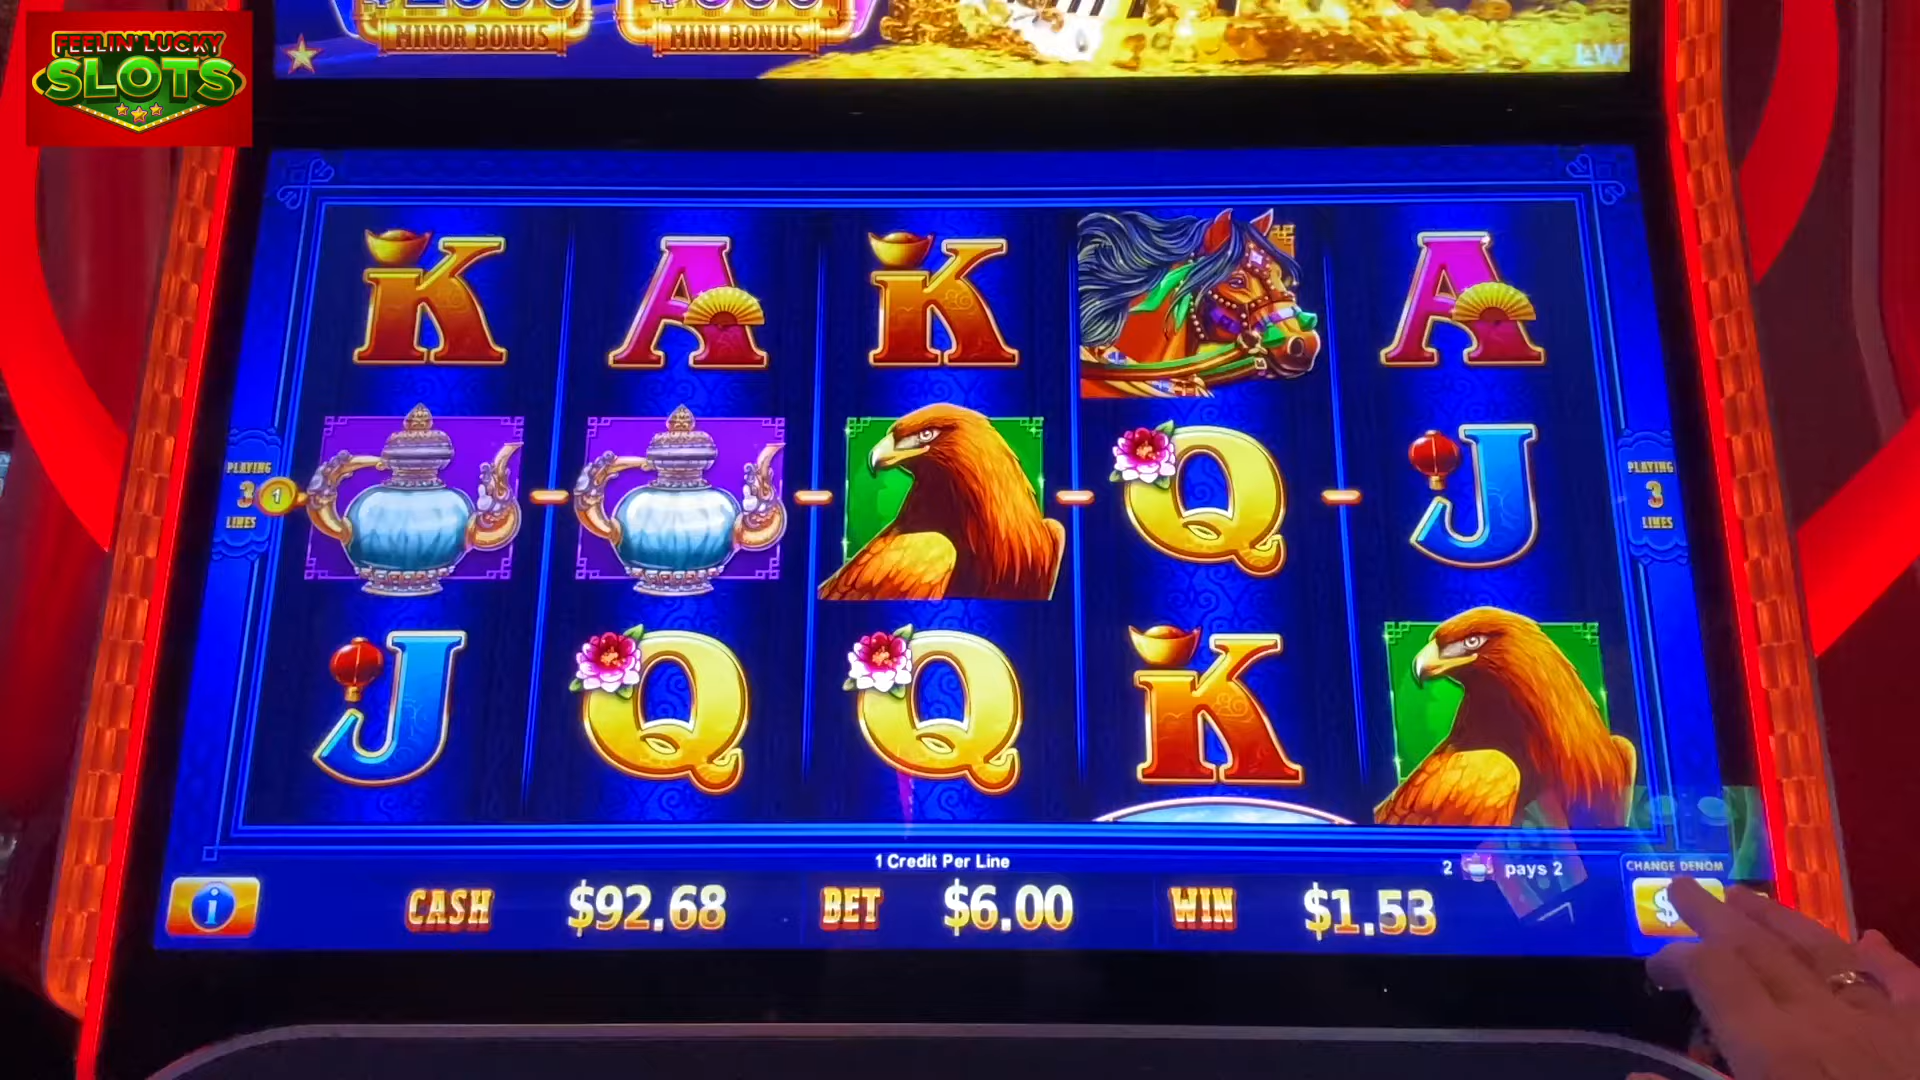 FEELIN' LUCKY
SLOTS
MINOR BONUS
MINI BONUS
L&W
K A K A
PLAYING
3
LINES
1
Q J
PLAYING
3
LINES
J Q Q K
1 Credit Per Line
2 pays 2
CHANGE DENOM
i
CASH $92.68 BET $6.00 WIN $1.53
$